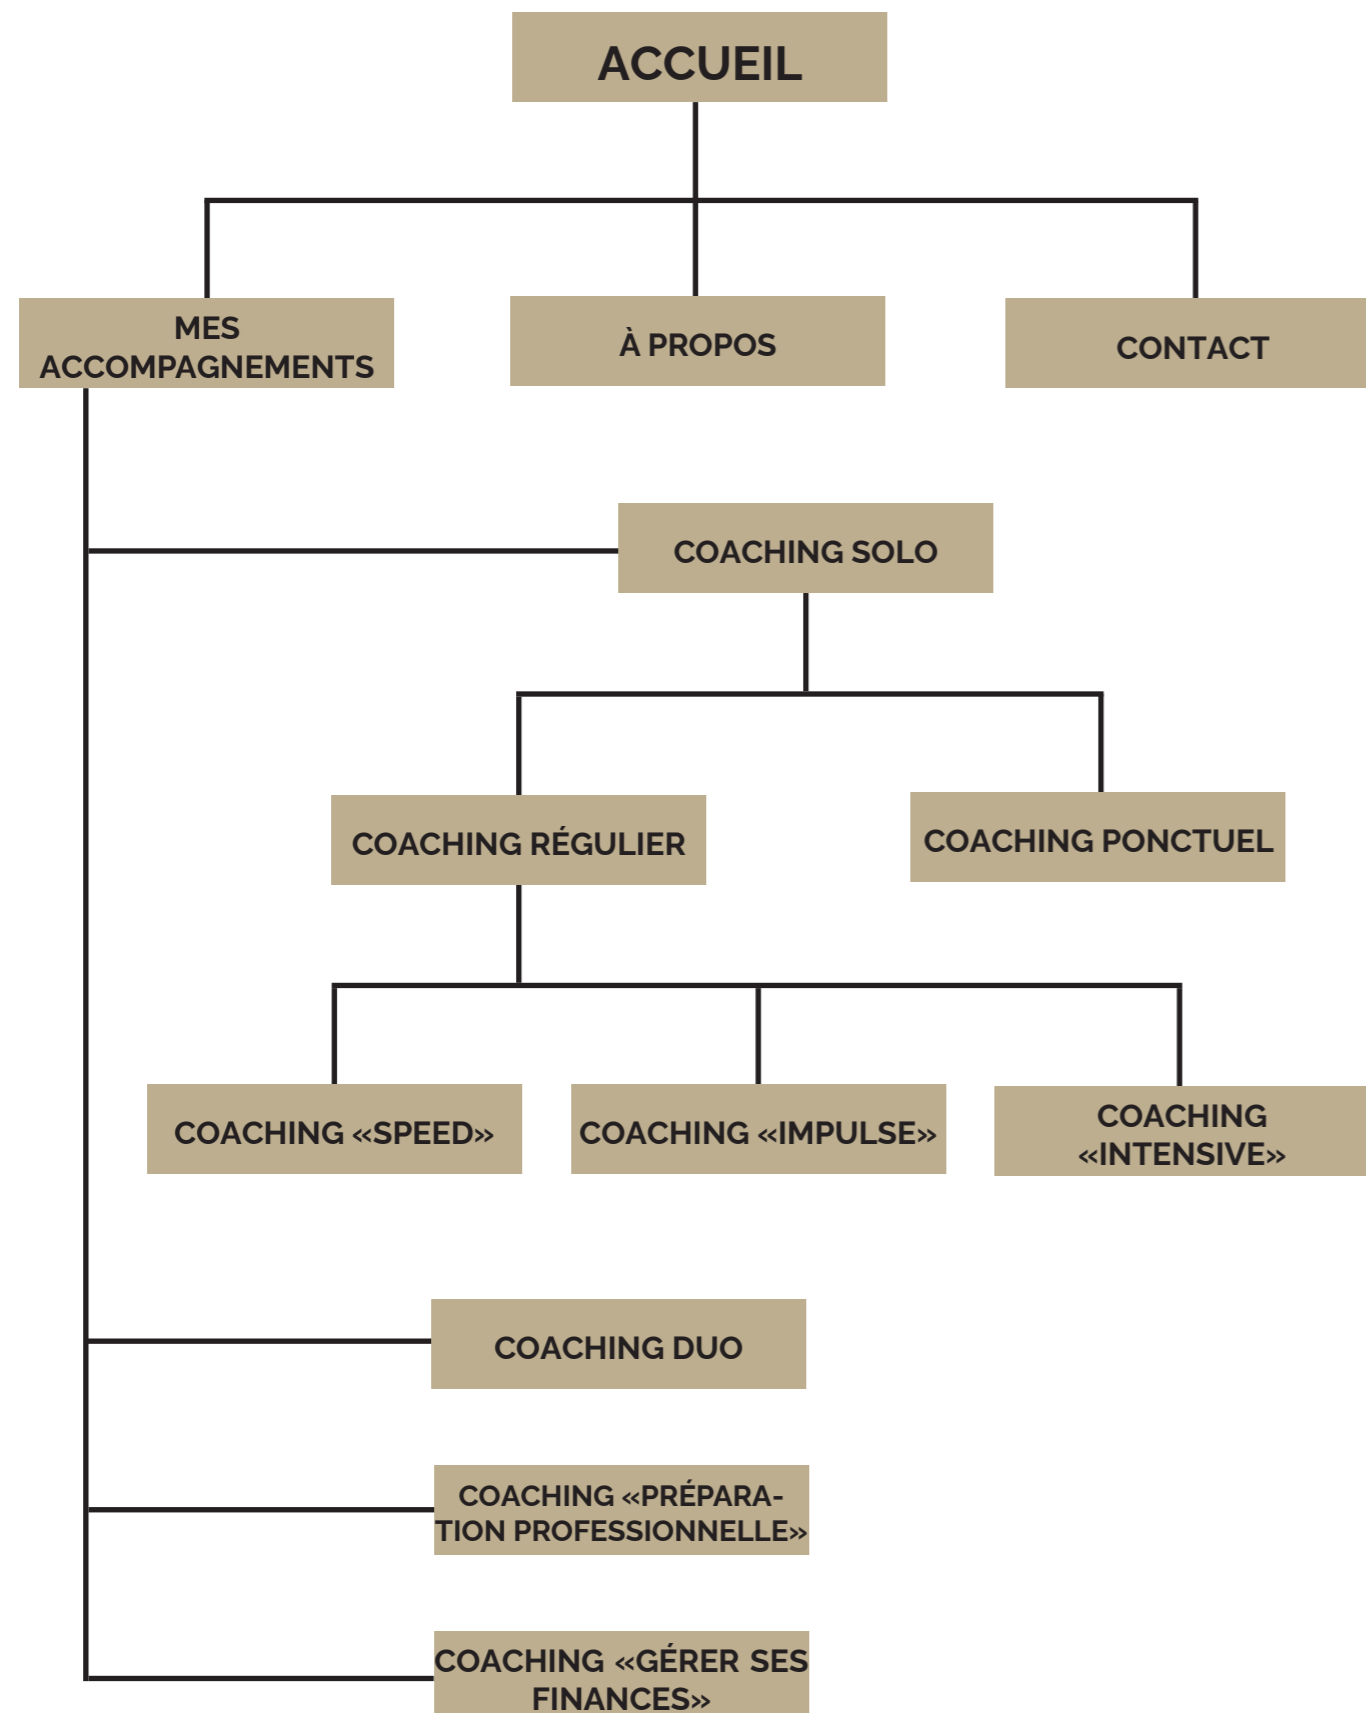 ACCUEIL
MES
ACCOMPAGNEMENTS
À PROPOS
CONTACT
COACHING SOLO
COACHING RÉGULIER
COACHING PONCTUEL
COACHING «SPEED»
COACHING «IMPULSE»
COACHING
«INTENSIVE»
COACHING DUO
COACHING «PRÉPARA-
TION PROFESSIONNELLE»
COACHING «GÉRER SES
FINANCES»